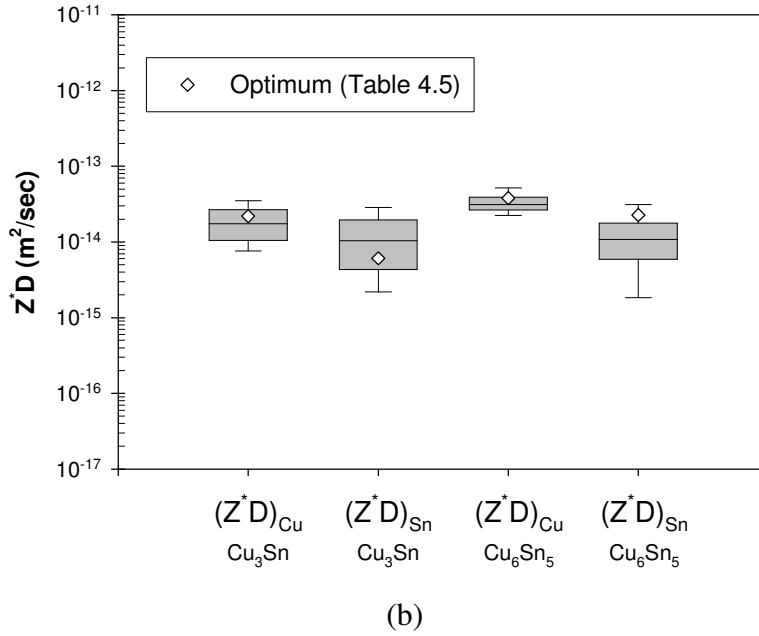 10⁻¹¹
Optimum (Table 4.5)
10⁻¹²
10⁻¹³
10⁻¹⁴
10⁻¹⁵
10⁻¹⁶
10⁻¹⁷
Z*D (m²/sec)
(Z*D)Cu (Z*D)Sn (Z*D)Cu (Z*D)Sn
Cu₃Sn Cu₃Sn Cu₆Sn₅ Cu₆Sn₅
(b)